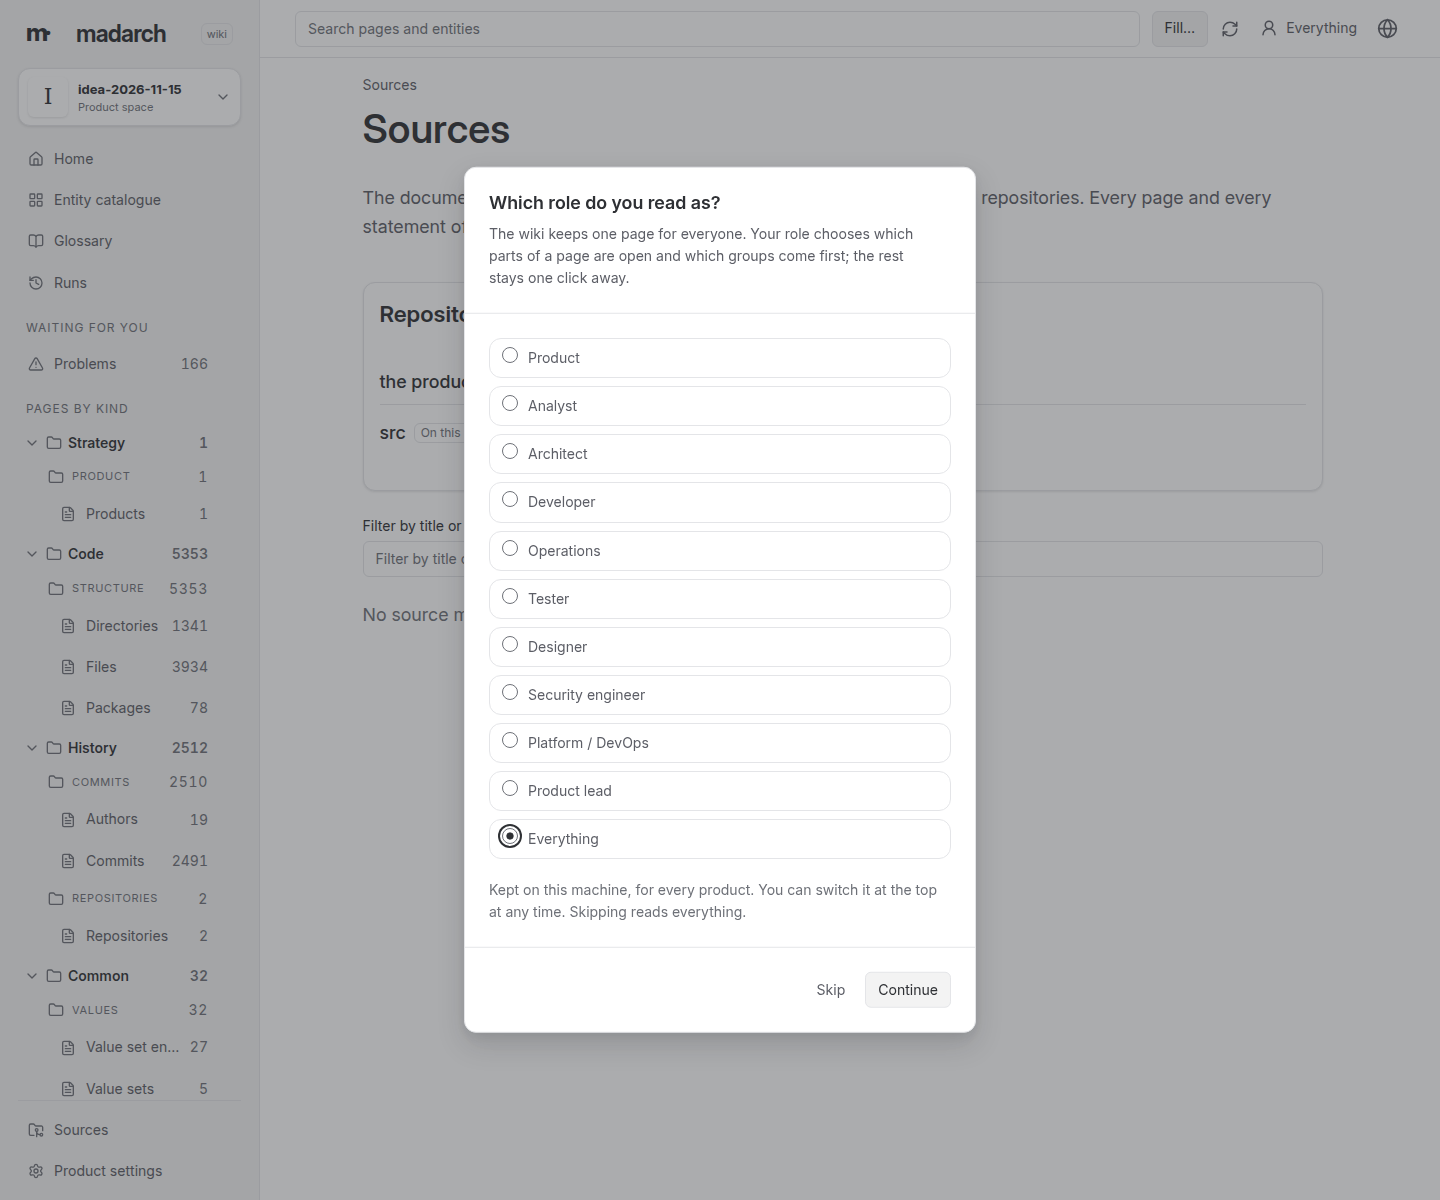 m· madarch wiki
idea-2026-11-15
Product space
I
Home
Entity catalogue
Glossary
Runs
WAITING FOR YOU
Problems 166
PAGES BY KIND
Strategy 1
PRODUCT 1
Products 1
Code 5353
STRUCTURE 5353
Directories 1341
Files 3934
Packages 78
History 2512
COMMITS 2510
Authors 19
Commits 2491
REPOSITORIES 2
Repositories 2
Common 32
VALUES 32
Value set en... 27
Value sets 5
Sources
Product settings
Search pages and entities
Fill...
Everything
Sources
Sources
The docume
repositories. Every page and every
statement of
Reposito
the produc
src On this
Filter by title or
Filter by title o
No source m
Which role do you read as?
The wiki keeps one page for everyone. Your role chooses which
parts of a page are open and which groups come first; the rest
stays one click away.
Product
Analyst
Architect
Developer
Operations
Tester
Designer
Security engineer
Platform / DevOps
Product lead
Everything
Kept on this machine, for every product. You can switch it at the top
at any time. Skipping reads everything.
Skip Continue